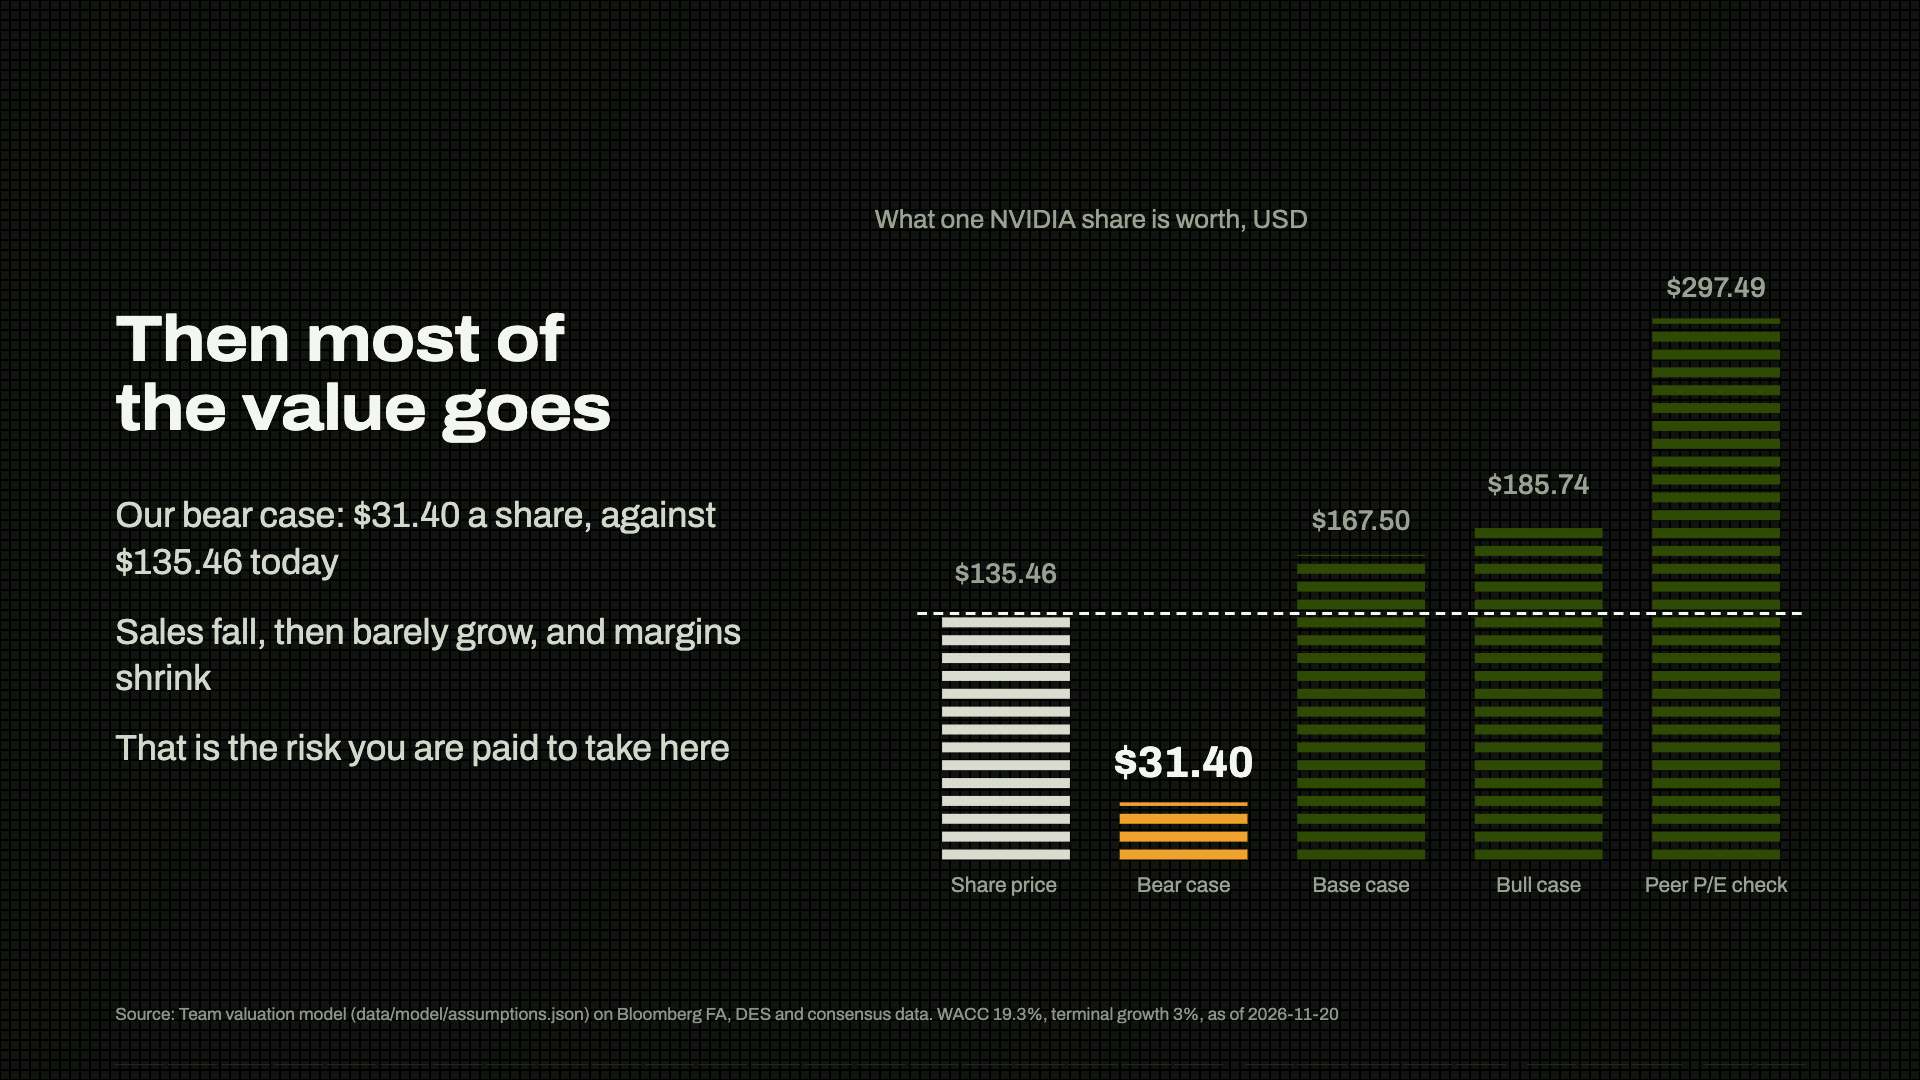 Then most of
the value goes
Our bear case: $31.40 a share, against
$135.46 today
Sales fall, then barely grow, and margins
shrink
That is the risk you are paid to take here
What one NVIDIA share is worth, USD
$135.46
$31.40
$167.50
$185.74
$297.49
Share price
Bear case
Base case
Bull case
Peer P/E check
Source: Team valuation model (data/model/assumptions.json) on Bloomberg FA, DES and consensus data. WACC 19.3%, terminal growth 3%, as of 2026-11-20